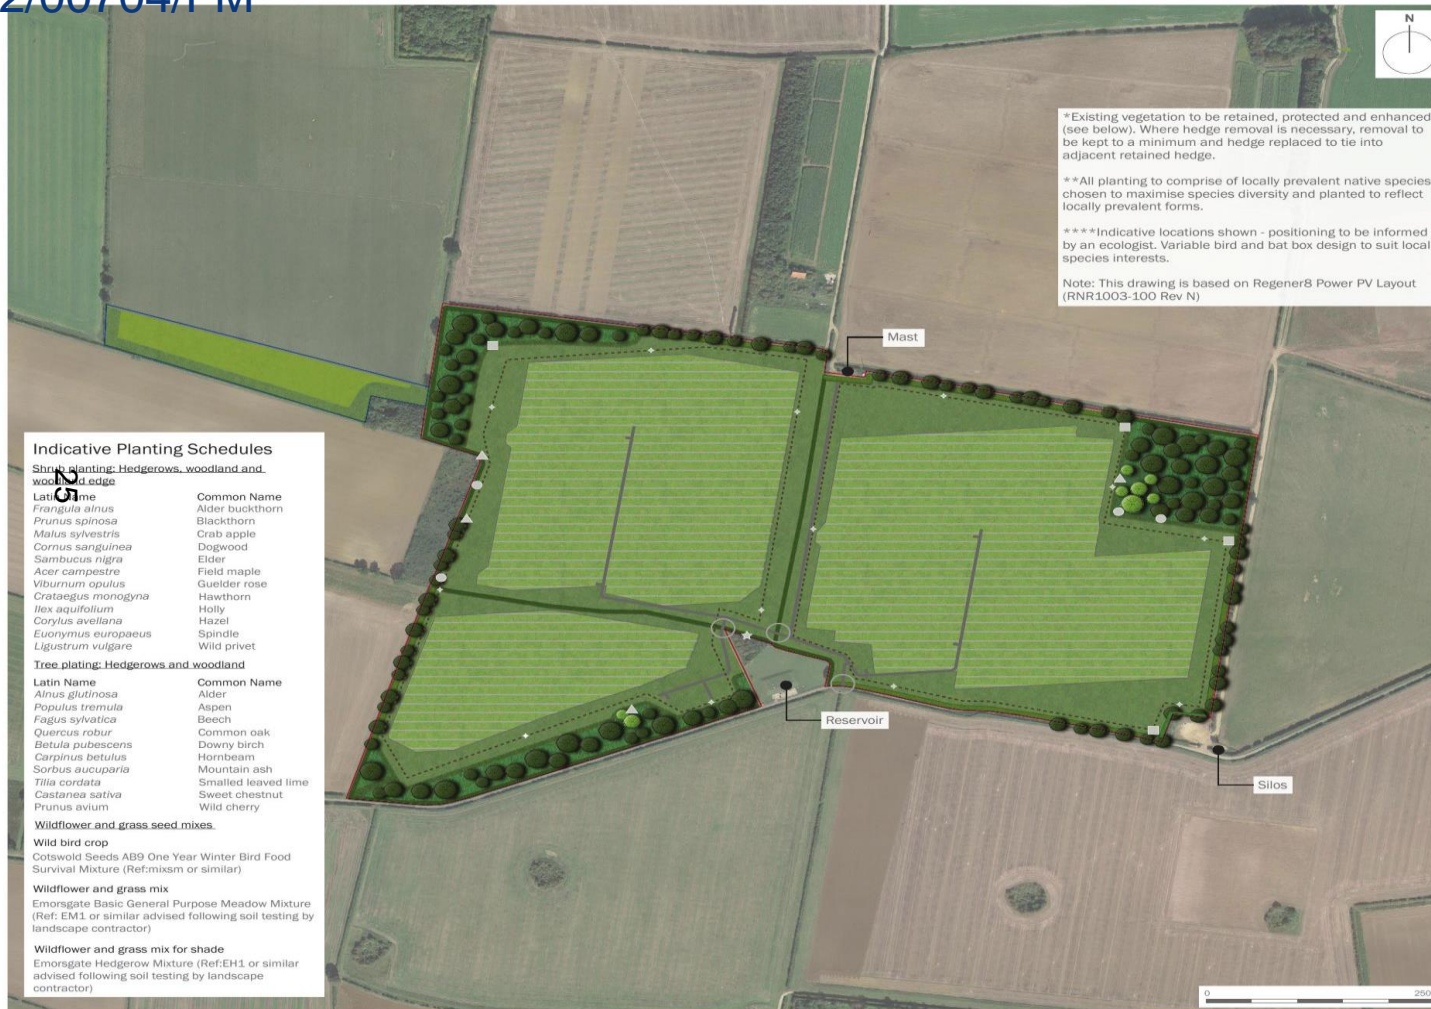 2/00704/FM
N
*Existing vegetation to be retained, protected and enhanced
(see below). Where hedge removal is necessary, removal to
be kept to a minimum and hedge replaced to tie into
adjacent retained hedge.
**All planting to comprise of locally prevalent native species
chosen to maximise species diversity and planted to reflect
locally prevalent forms.
****Indicative locations shown - positioning to be informed
by an ecologist. Variable bird and bat box design to suit local
species interests.
Note: This drawing is based on Regener8 Power PV Layout
(RNR1003-100 Rev N)
Mast
Reservoir
Silos
Indicative Planting Schedules
Shrub planting: Hedgerows, woodland and
woodland edge
25
Latin Name Common Name
Frangula alnus Alder buckthorn
Prunus spinosa Blackthorn
Malus sylvestris Crab apple
Cornus sanguinea Dogwood
Sambucus nigra Elder
Acer campestre Field maple
Viburnum opulus Guelder rose
Crataegus monogyna Hawthorn
Ilex aquifolium Holly
Corylus avellana Hazel
Euonymus europaeus Spindle
Ligustrum vulgare Wild privet
Tree plating: Hedgerows and woodland
Latin Name Common Name
Alnus glutinosa Alder
Populus tremula Aspen
Fagus sylvatica Beech
Quercus robur Common oak
Betula pubescens Downy birch
Carpinus betulus Hornbeam
Sorbus aucuparia Mountain ash
Tilia cordata Smalled leaved lime
Castanea sativa Sweet chestnut
Prunus avium Wild cherry
Wildflower and grass seed mixes
Wild bird crop
Cotswold Seeds AB9 One Year Winter Bird Food
Survival Mixture (Ref:mixsm or similar)
Wildflower and grass mix
Emorsgate Basic General Purpose Meadow Mixture
(Ref: EM1 or similar advised following soil testing by
landscape contractor)
Wildflower and grass mix for shade
Emorsgate Hedgerow Mixture (Ref:EH1 or similar
advised following soil testing by landscape
contractor)
0 250